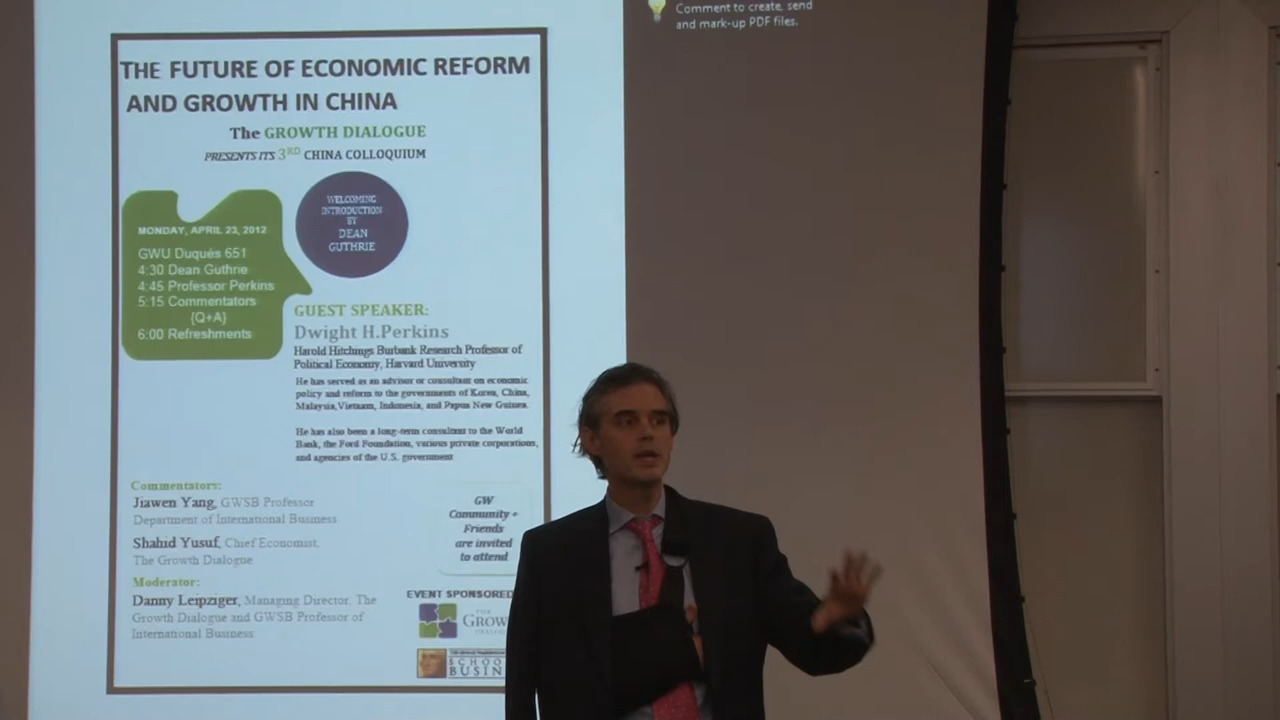 Comment to create, send
and mark-up PDF files.
THE FUTURE OF ECONOMIC REFORM
AND GROWTH IN CHINA
The GROWTH DIALOGUE
PRESENTS ITS 3RD CHINA COLLOQUIUM
WELCOMING
INTRODUCTION
BY
DEAN
GUTHRIE
MONDAY, APRIL 23, 2012
GWU Duqués 651
4:30 Dean Guthrie
4:45 Professor Perkins
5:15 Commentators
{Q+A}
6:00 Refreshments
GUEST SPEAKER:
Dwight H.Perkins
Harold Hitchings Burbank Research Professor of
Political Economy, Harvard University
He has served as an advisor or consultant on economic
policy and reform to the governments of Korea, China,
Malaysia, Vietnam, Indonesia, and Papua New Guinea.
He has also been a long-term consultant to the World
Bank, the Ford Foundation, various private corporations,
and agencies of the U.S. government.
Commentators:
Jiawen Yang, GWSB Professor
Department of International Business
Shahid Yusuf, Chief Economist,
The Growth Dialogue
Moderator:
Danny Leipziger, Managing Director, The
Growth Dialogue and GWSB Professor of
International Business
GW
Community +
Friends
are invited
to attend
EVENT SPONSORED
THE
GROW
SCHOO
BUSIN